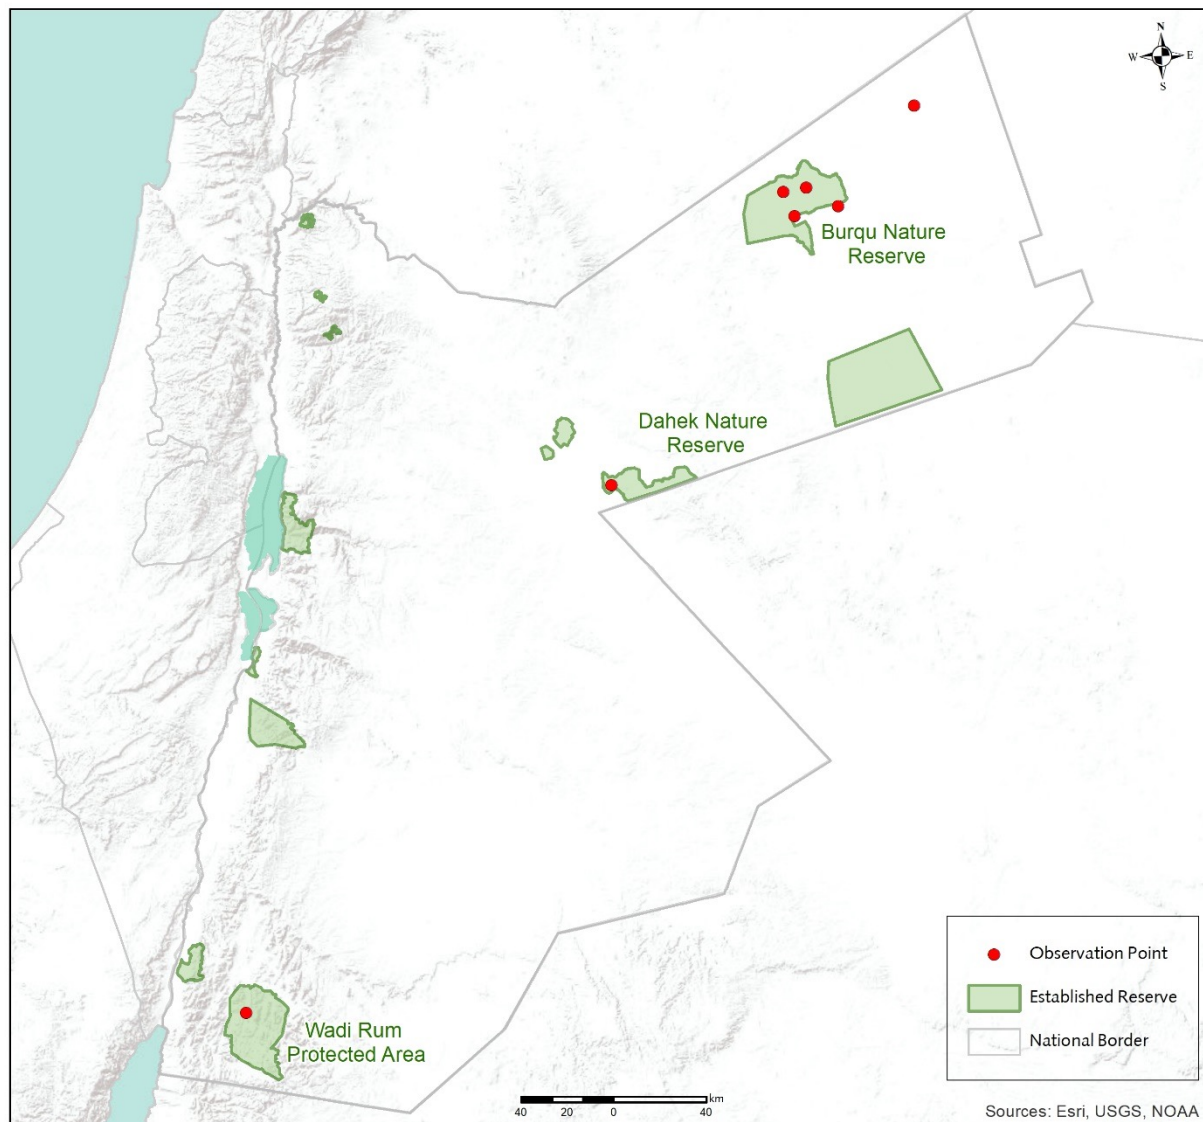 N
W E
S
Burqu Nature
Reserve
Dahek Nature
Reserve
Wadi Rum
Protected Area
Observation Point
Established Reserve
National Border
km
40 20 0 40
Sources: Esri, USGS, NOAA